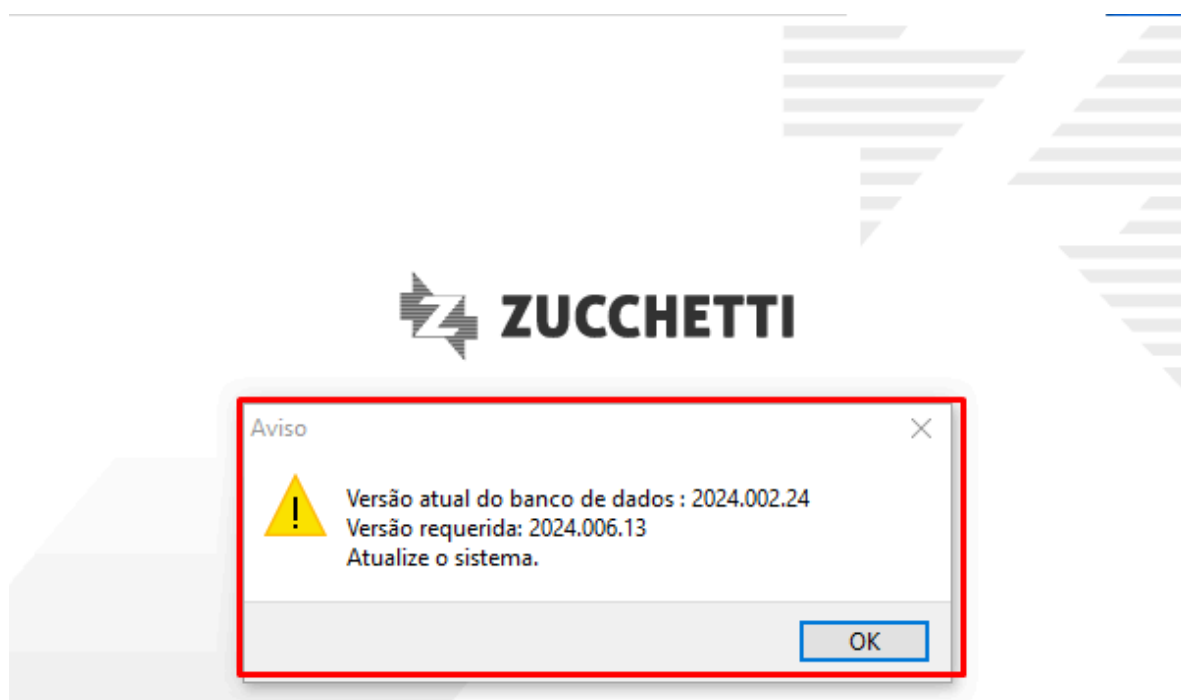 ZUCCHETTI
Aviso
Versão atual do banco de dados : 2024.002.24
Versão requerida: 2024.006.13
Atualize o sistema.
OK